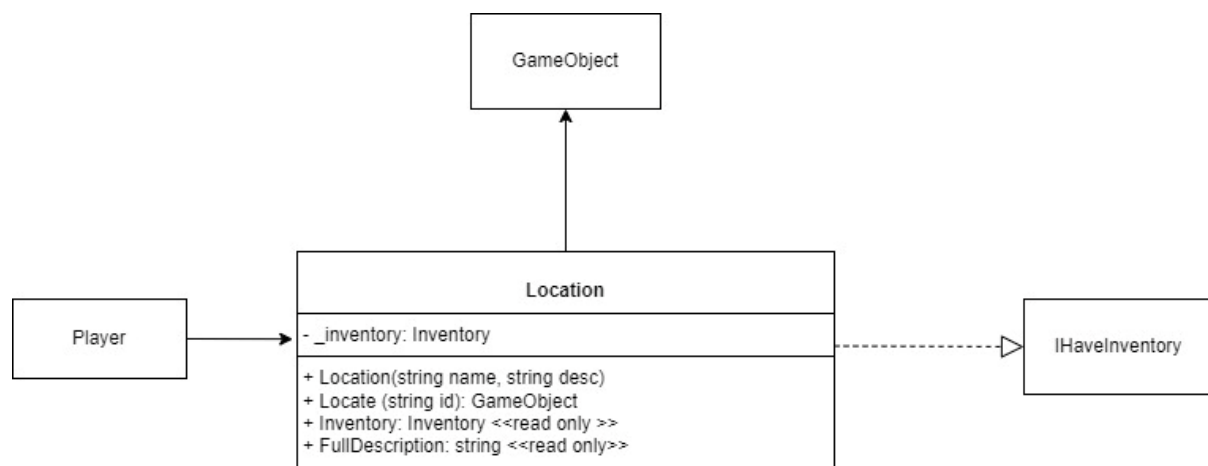 GameObject
Location
Player
- _inventory: Inventory
IHaveInventory
+ Location(string name, string desc)
+ Locate (string id): GameObject
+ Inventory: Inventory <<read only >>
+ FullDescription: string <<read only>>